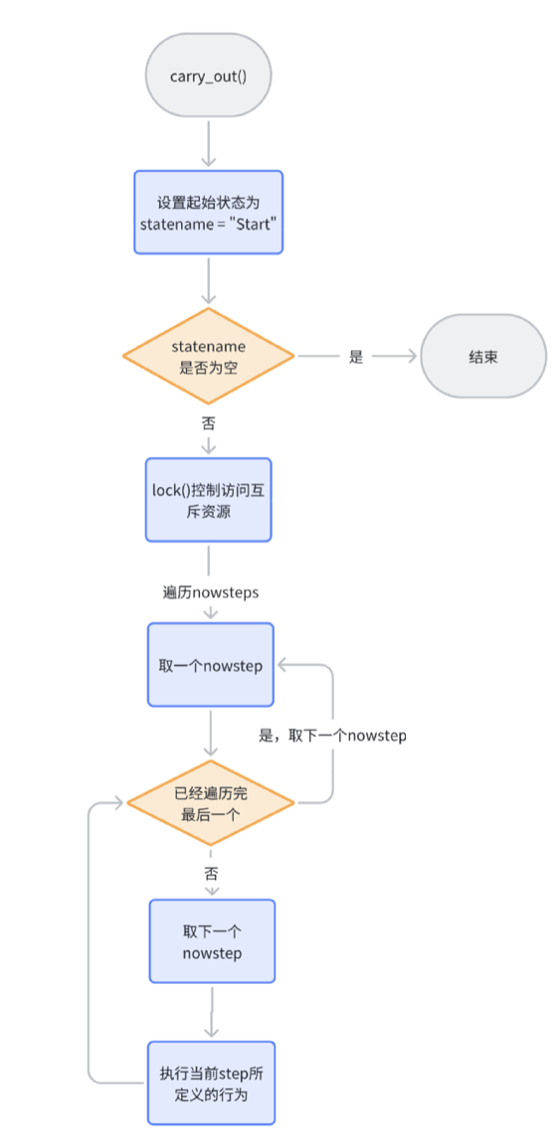 carry_out()
设置起始状态为
statename = "Start"
statename
是否为空
是
结束
否
lock()控制访问互
斥资源
遍历nowsteps
取一个nowstep
是，取下一个nowstep
已经遍历完
最后一个
否
取下一个
nowstep
执行当前step所
定义的行为